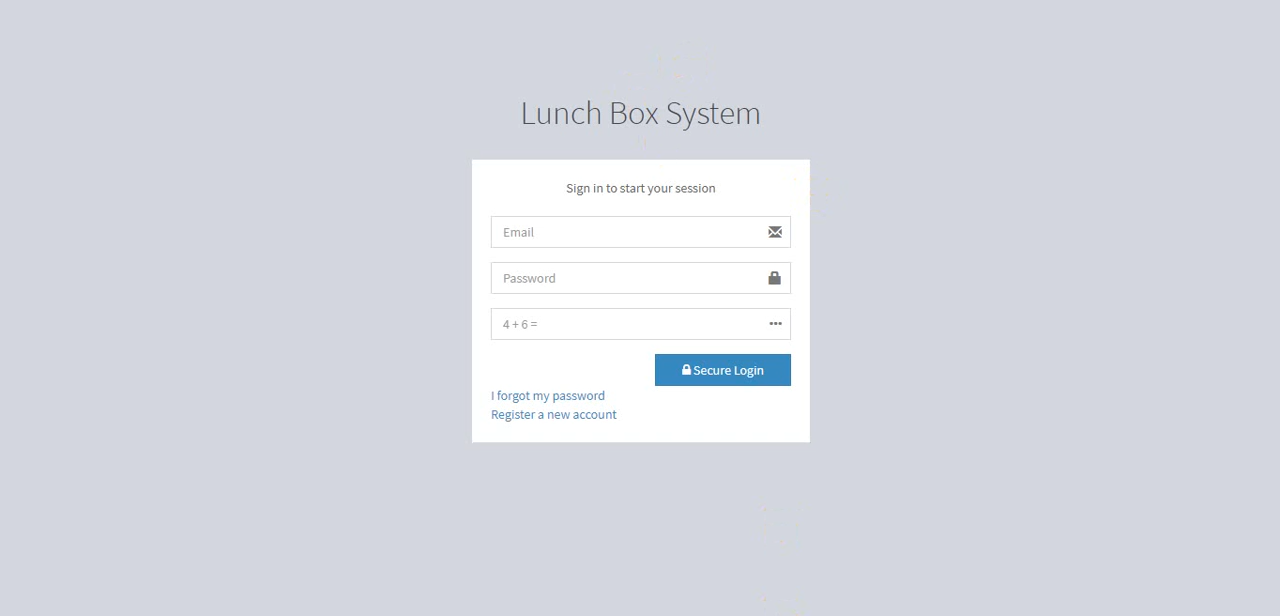 Lunch Box System
Sign in to start your session
Email
Password
4 + 6 =
Secure Login
I forgot my password
Register a new account